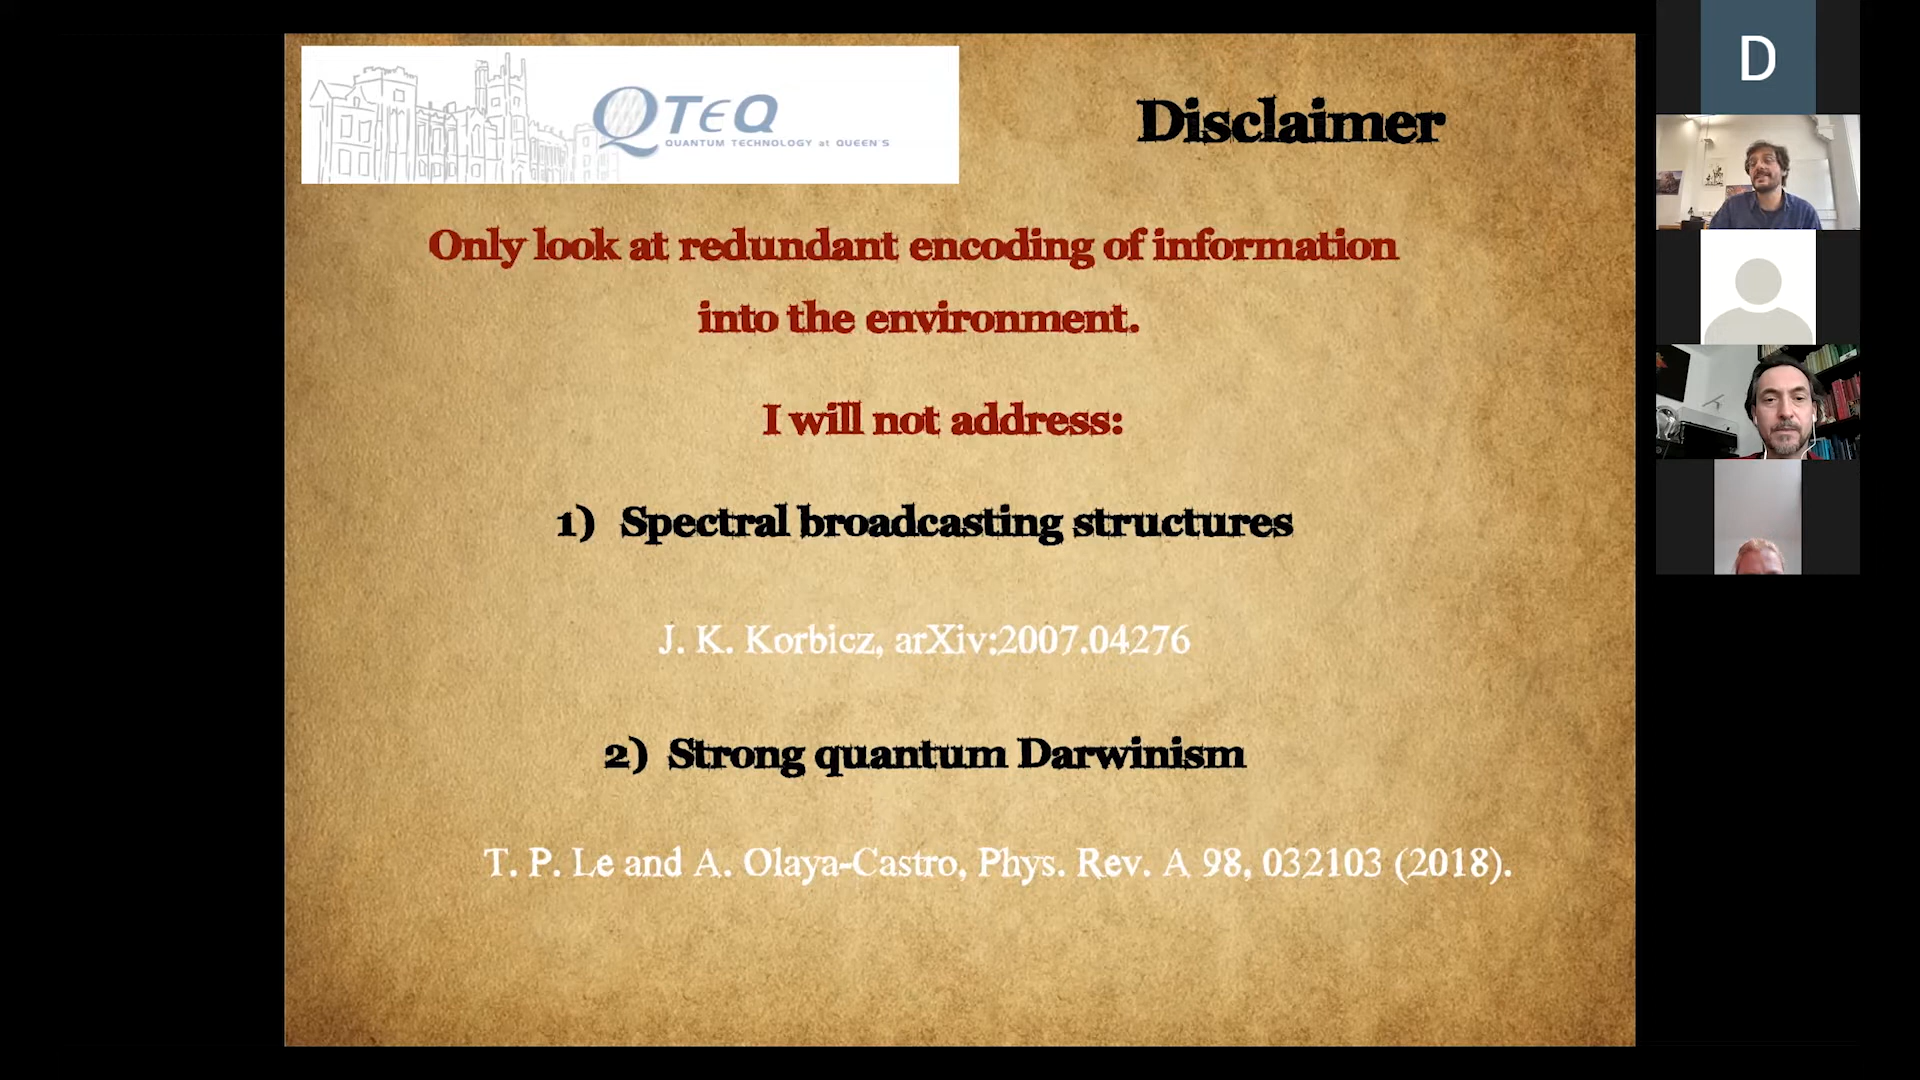 QTEQ
QUANTUM TECHNOLOGY at QUEEN'S
Disclaimer
Only look at redundant encoding of information
into the environment.
I will not address:
1) Spectral broadcasting structures
J. K. Korbicz, arXiv:2007.04276
2) Strong quantum Darwinism
T. P. Le and A. Olaya-Castro, Phys. Rev. A 98, 032103 (2018).
D